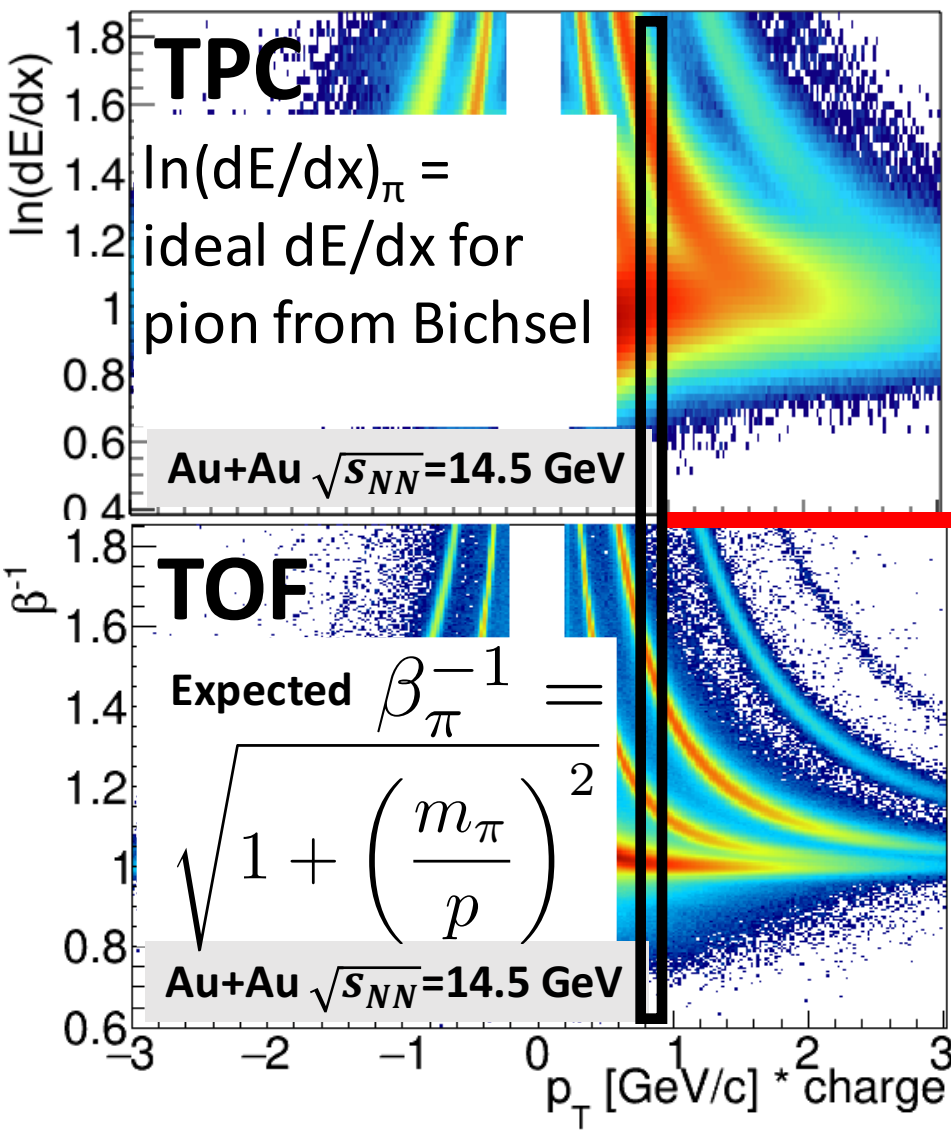 ln(dE/dx)
1.8
1.6
1.4
1.2
1
0.8
0.6
0.4
TPC
ln(dE/dx)π =
ideal dE/dx for
pion from Bichsel
Au+Au √sNN=14.5 GeV
β-1
1.8
1.6
1.4
1.2
1
0.8
0.6
TOF
Expected βπ−1 =
√1 + (mπ/p)2
Au+Au √sNN=14.5 GeV
−3 −2 −1 0 1 2 3
pT [GeV/c] * charge